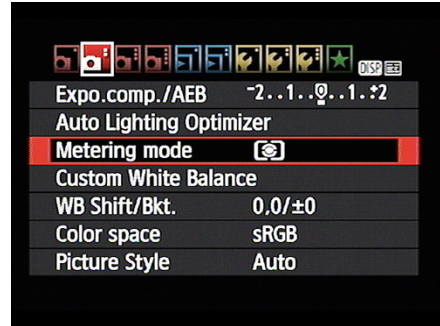 DISP
Expo.comp./AEB -2..1..0..1..+2
Auto Lighting Optimizer
Metering mode
Custom White Balance
WB Shift/Bkt. 0,0/±0
Color space sRGB
Picture Style Auto